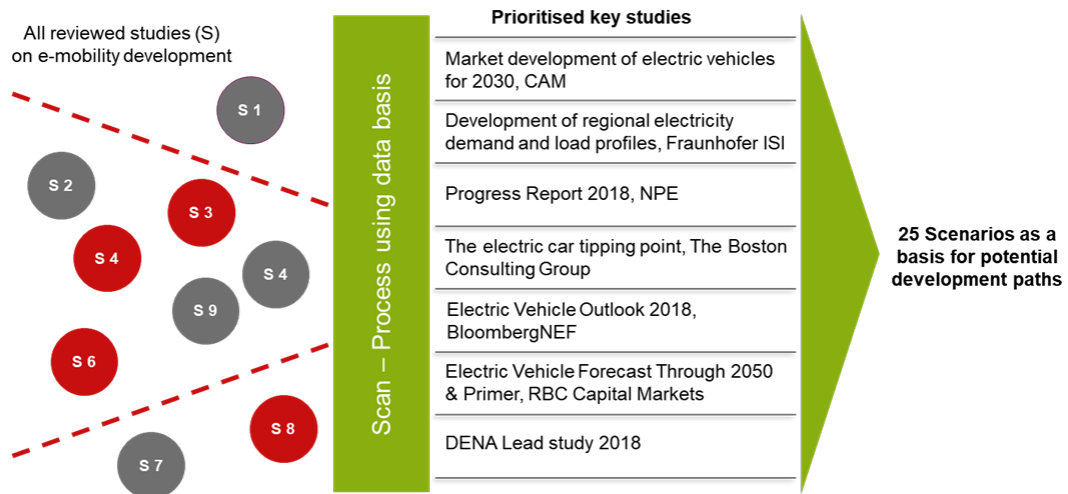 All reviewed studies (S)
on e-mobility development
S 1
S 2
S 3
S 4
S 4
S 9
S 6
S 8
S 7
Scan – Process using data basis
Prioritised key studies
Market development of electric vehicles
for 2030, CAM
Development of regional electricity
demand and load profiles, Fraunhofer ISI
Progress Report 2018, NPE
The electric car tipping point, The Boston
Consulting Group
Electric Vehicle Outlook 2018,
BloombergNEF
Electric Vehicle Forecast Through 2050
& Primer, RBC Capital Markets
DENA Lead study 2018
25 Scenarios as a
basis for potential
development paths